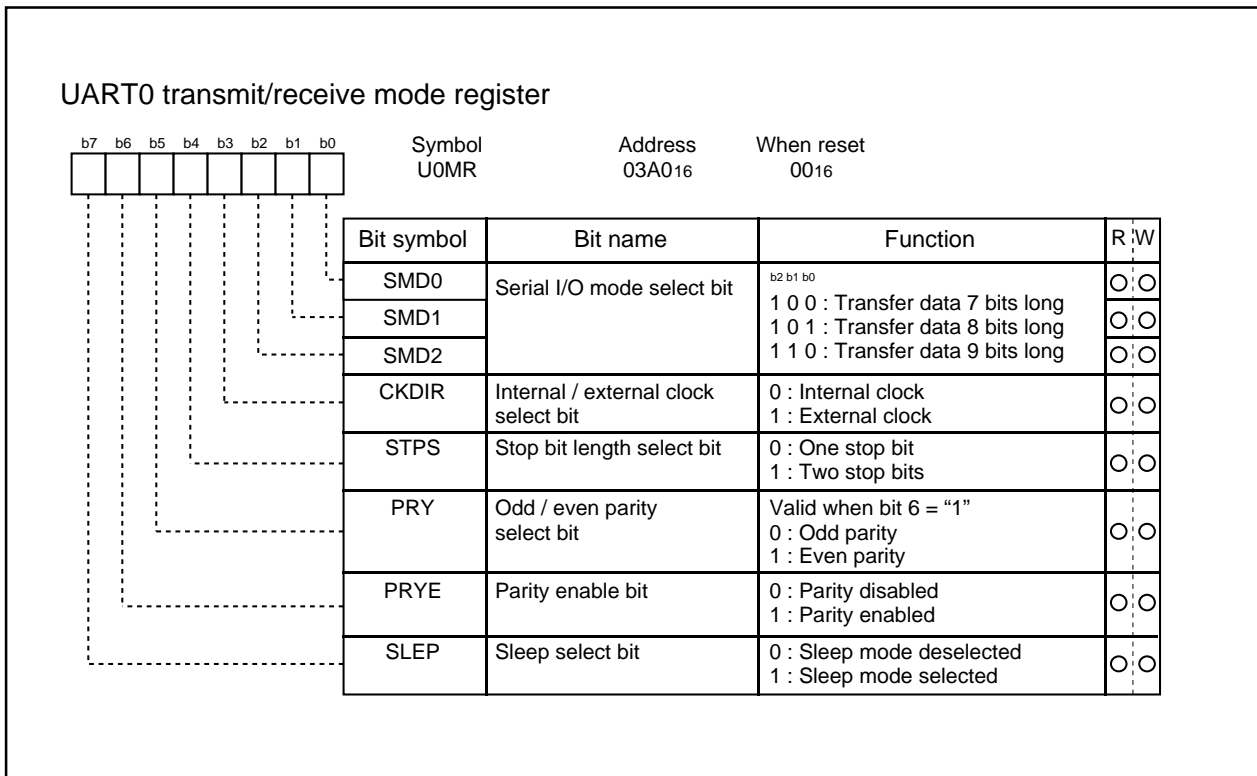 UART0 transmit/receive mode register
b7 b6 b5 b4 b3 b2 b1 b0
Symbol Address When reset
U0MR 03A016 0016
Bit symbol Bit name Function R W
SMD0 Serial I/O mode select bit b2 b1 b0
1 0 0 : Transfer data 7 bits long
SMD1 1 0 1 : Transfer data 8 bits long
SMD2 1 1 0 : Transfer data 9 bits long
CKDIR Internal / external clock 0 : Internal clock
select bit 1 : External clock
STPS Stop bit length select bit 0 : One stop bit
1 : Two stop bits
PRY Odd / even parity Valid when bit 6 = “1”
select bit 0 : Odd parity
1 : Even parity
PRYE Parity enable bit 0 : Parity disabled
1 : Parity enabled
SLEP Sleep select bit 0 : Sleep mode deselected
1 : Sleep mode selected